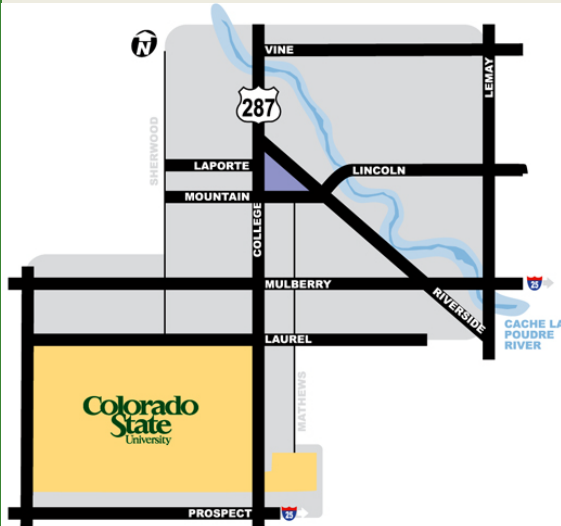 N
VINE
LEMAY
287
SHERWOOD
LAPORTE
LINCOLN
MOUNTAIN
COLLEGE
MULBERRY
25
RIVERSIDE
CACHE LA
POUDRE
RIVER
LAUREL
MATHEWS
Colorado
State
University
PROSPECT
25